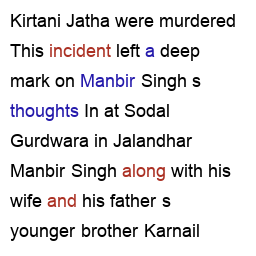 Kirtani Jatha were murdered
This incident left a deep
mark on Manbir Singh s
thoughts In at Sodal
Gurdwara in Jalandhar
Manbir Singh along with his
wife and his father s
younger brother Karnail